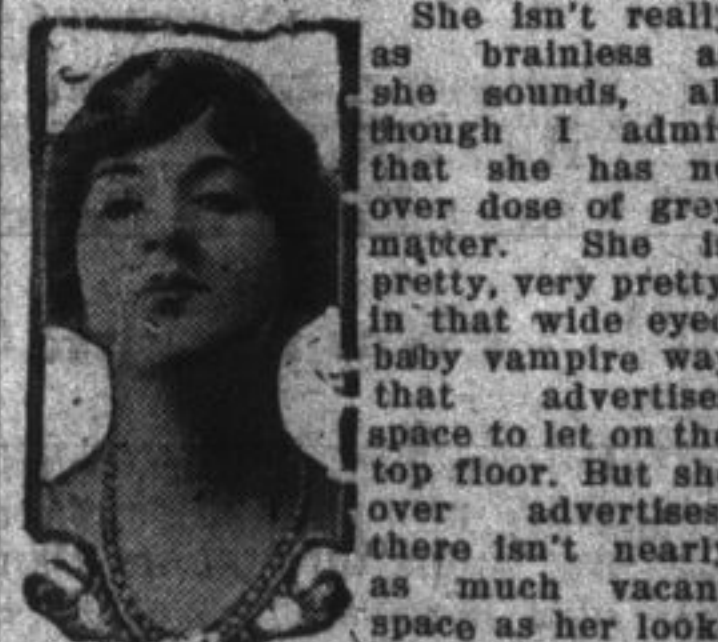 She isn't reall
as brainless a
she sounds, al
though I admi
that she has n
over dose of gre
matter. She i
pretty, very pretty
in that wide eye
baby vampire wa
that advertise
space to let on the
top floor. But sh
over advertises
there isn't nearl
as much vacan
space as her look